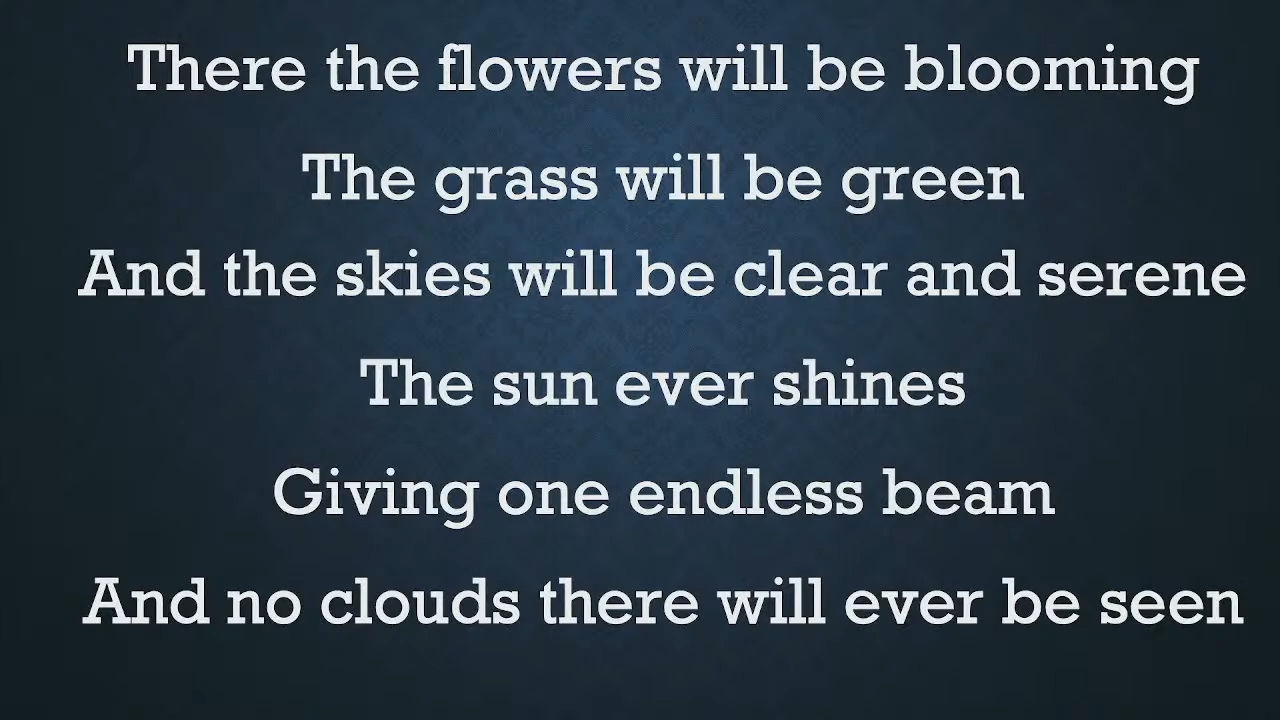 There the flowers will be blooming
The grass will be green
And the skies will be clear and serene
The sun ever shines
Giving one endless beam
And no clouds there will ever be seen